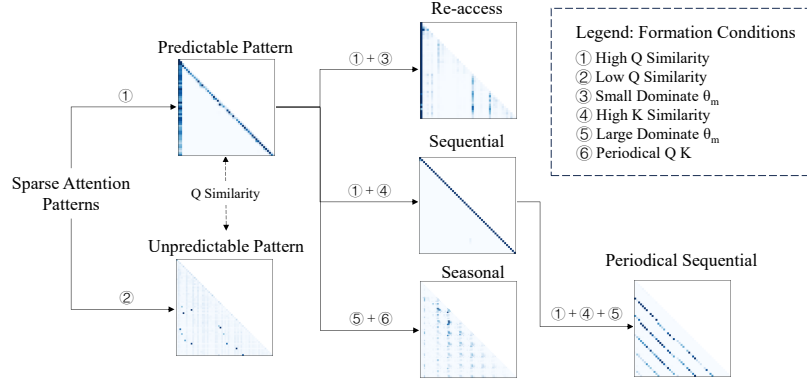 Re-access
Predictable Pattern
① + ③
①
Sequential
Sparse Attention
Patterns
Q Similarity
① + ④
Unpredictable Pattern
②
Seasonal
⑤ + ⑥
Periodical Sequential
① + ④ + ⑤
Legend: Formation Conditions
① High Q Similarity
② Low Q Similarity
③ Small Dominate θm
④ High K Similarity
⑤ Large Dominate θm
⑥ Periodical Q K